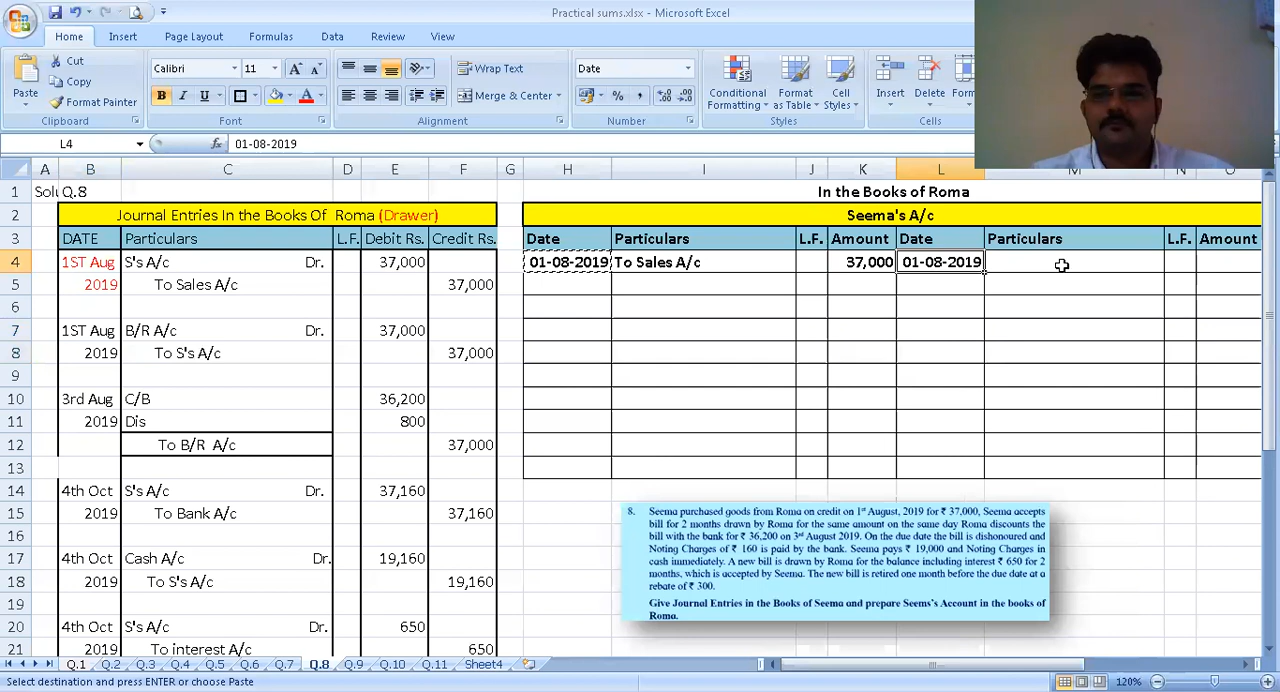 Practical sums.xlsx - Microsoft Excel
Home Insert Page Layout Formulas Data Review View
Paste Cut Copy Format Painter
Calibri 11 A A
B I U
Wrap Text
Merge & Center
Date
% ,
Conditional Formatting Format as Table Cell Styles
Insert Delete
Clipboard Font Alignment Number Styles Cells
L4 fx 01-08-2019
A B C D E F G H I J K L M N O
1 Q.8 In the Books of Roma
2 Journal Entries In the Books Of Roma (Drawer) Seema's A/c
3 DATE Particulars L.F. Debit Rs. Credit Rs. Date Particulars L.F. Amount Date Particulars L.F. Amount
4 1ST Aug S's A/c Dr. 37,000 01-08-2019 To Sales A/c 37,000 01-08-2019
5 2019 To Sales A/c 37,000
6
7 1ST Aug B/R A/c Dr. 37,000
8 2019 To S's A/c 37,000
9
10 3rd Aug C/B 36,200
11 2019 Dis 800
12 To B/R A/c 37,000
13
14 4th Oct S's A/c Dr. 37,160
15 2019 To Bank A/c 37,160
16
17 4th Oct Cash A/c Dr. 19,160
18 2019 To S's A/c 19,160
19
20 4th Oct S's A/c Dr. 650
21 2019 To interest A/c 650
8. Seema purchased goods from Roma on credit on 1st August, 2019 for ₹ 37,000, Seema accepts
bill for 2 months drawn by Roma for the same amount on the same day Roma discounts the
bill with the bank for ₹ 36,200 on 3rd August 2019. On the due date the bill is dishonoured and
Noting Charges of ₹ 160 is paid by the bank. Seema pays ₹ 19,000 and Noting Charges in
cash immediately. A new bill is drawn by Roma for the balance including interest ₹ 650 for 2
months, which is accepted by Seema. The new bill is retired one month before the due date at a
rebate of ₹ 300.
Give Journal Entries in the Books of Seema and prepare Seems's Account in the books of
Roma.
Q.1 Q.2 Q.3 Q.4 Q.5 Q.6 Q.7 Q.8 Q.9 Q.10 Q.11 Sheet4
Select destination and press ENTER or choose Paste 120%